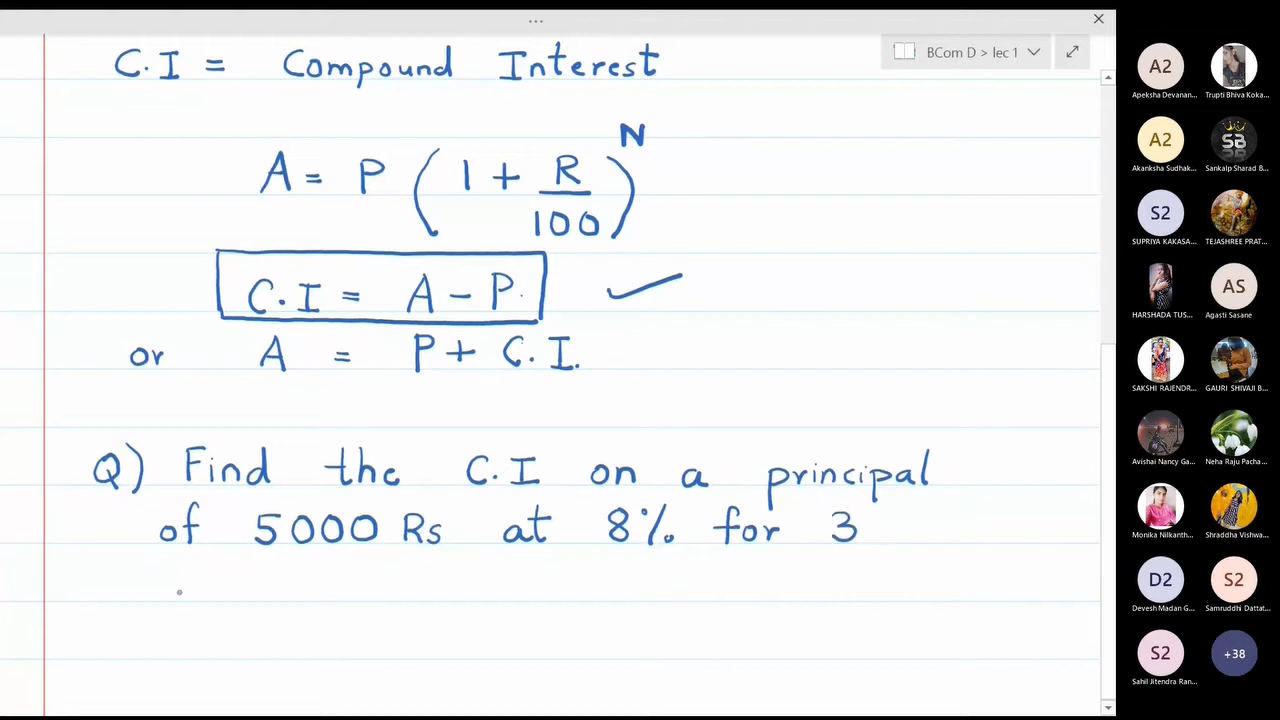 BCom D > lec 1
C.I = Compound Interest
A = P ( 1 + R/100 )^N
C.I = A - P.
or A = P + C.I.
Q) Find the C.I on a principal
of 5000 Rs at 8% for 3
A2
Apeksha Devanan...
Trupti Bhiva Koka...
A2
Akanksha Sudhak...
SB
Sankalp Sharad B...
S2
SUPRIYA KAKASA...
TEJASHREE PRAT...
HARSHADA TUS...
AS
Agasti Sasane
SAKSHI RAJENDR...
GAURI SHIVAJI B...
Avishai Nancy Ga...
Neha Raju Pacha...
Monika Nilkanth...
Shraddha Vishwa...
D2
Devesh Madan G...
S2
Samruddhi Dattat...
S2
Sahil Jitendra Ran...
+38